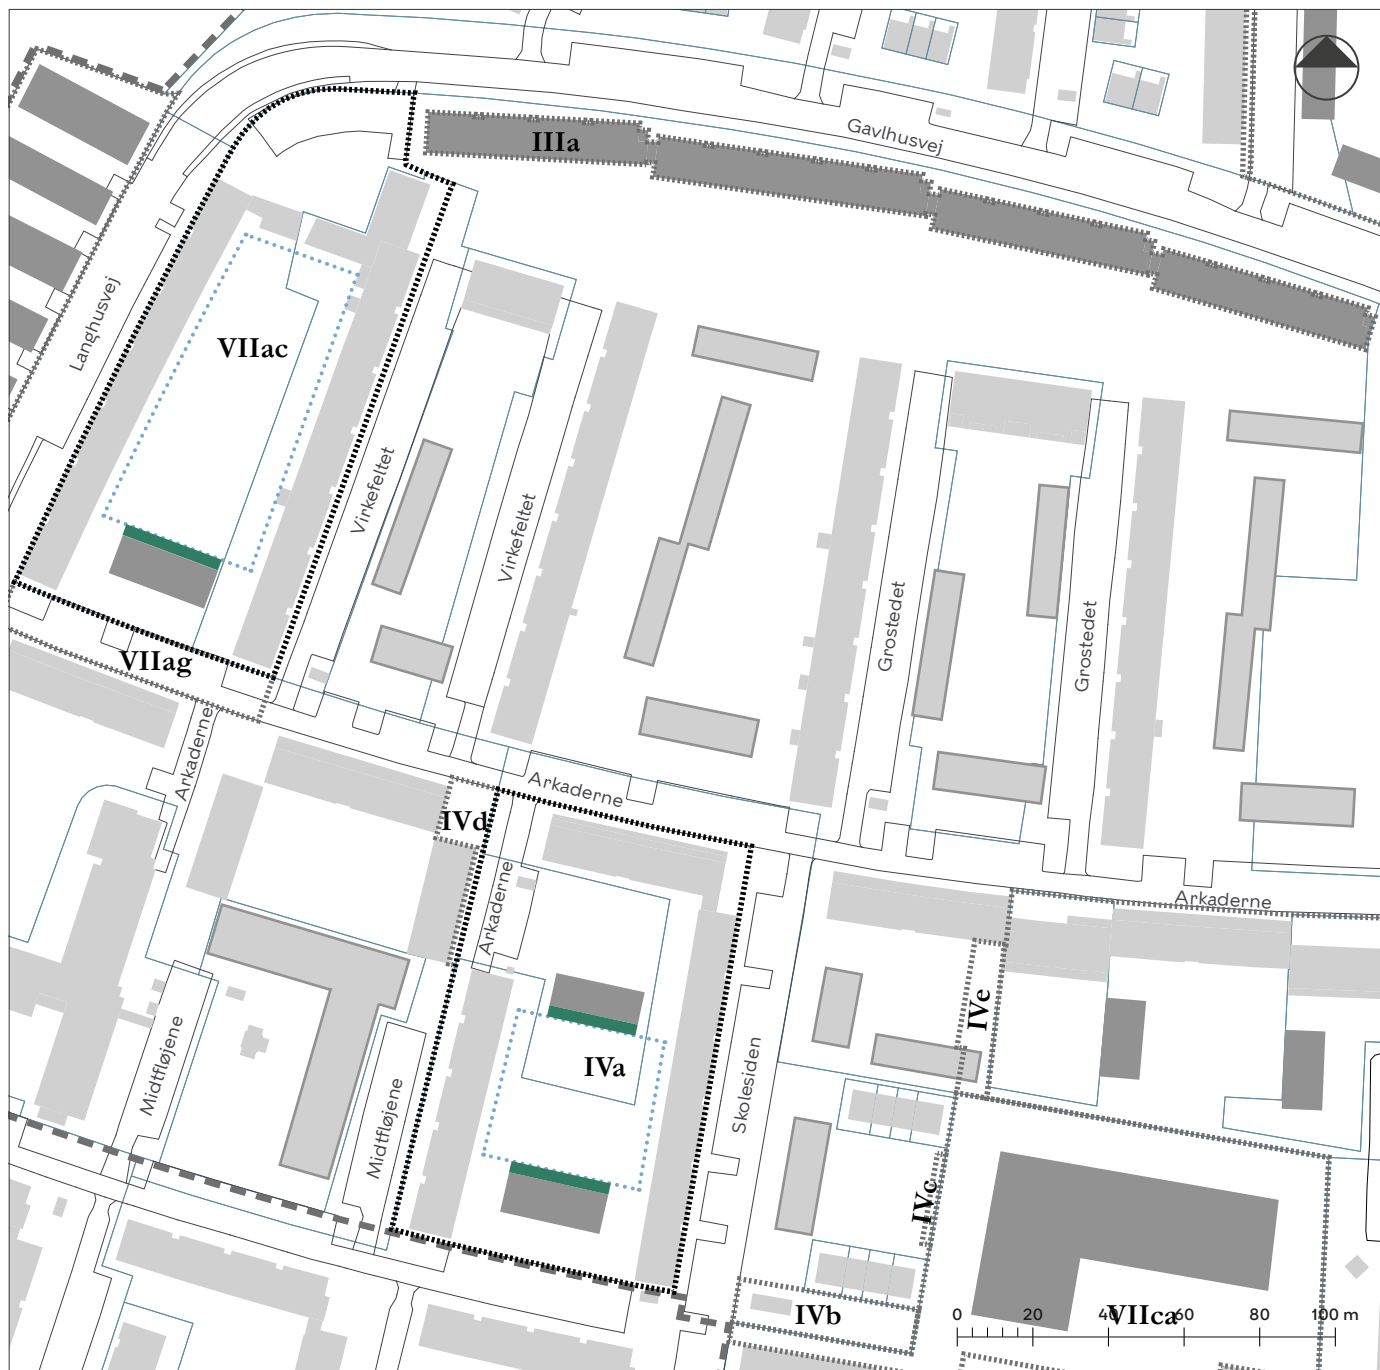 Gavlhusvej
IIIa
Langhusvej
VIIac
Virkefeltet
Virkefeltet
Grostedet
Grostedet
VIIag
Arkaderne
Arkaderne
IVd
Arkaderne
Arkaderne
IVe
Midtfløjene
Midtfløjene
IVa
Skolesiden
IVc
IVb
VIIca
0 20 40 60 80 100 m